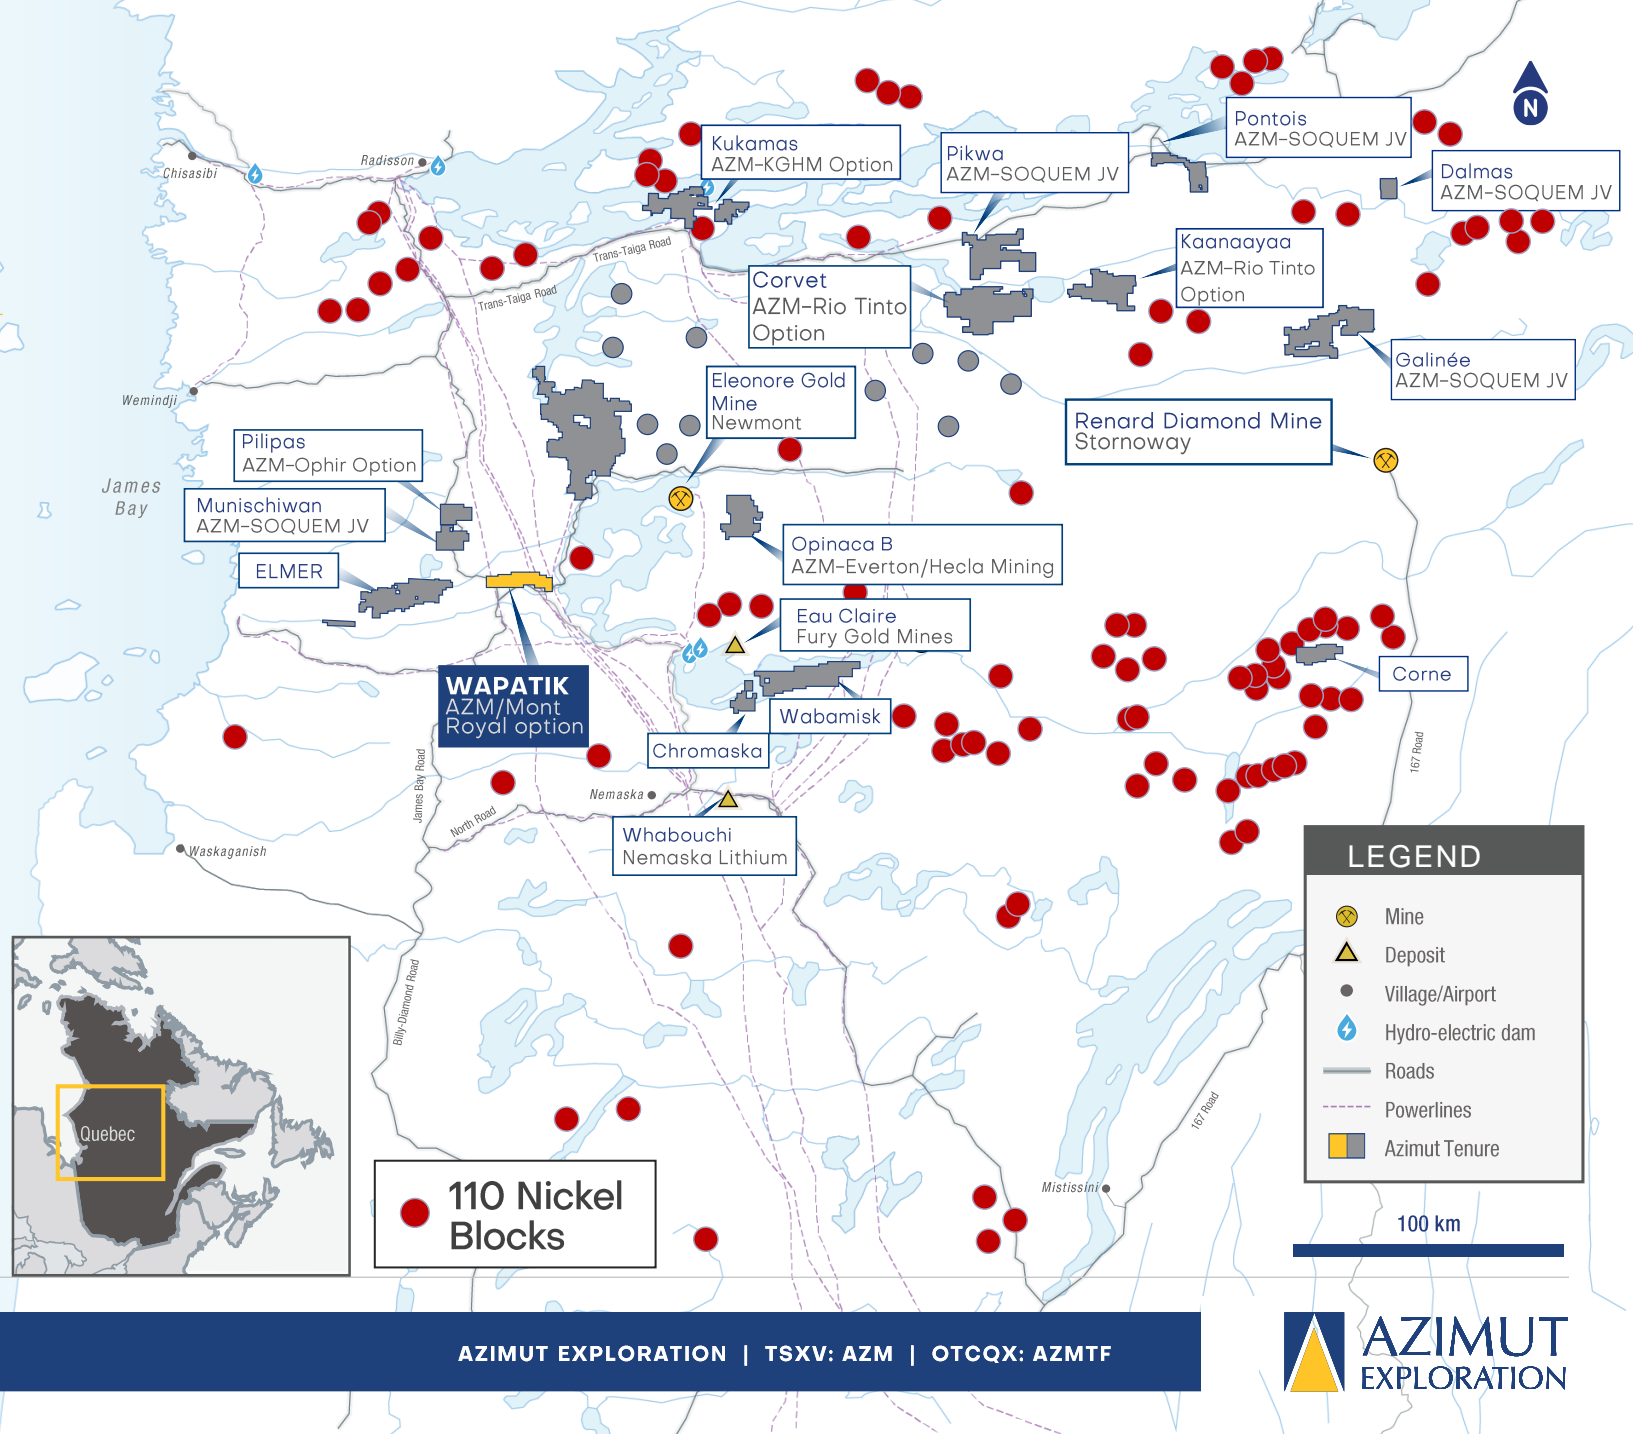 N
Pontois
AZM-SOQUEM JV
Kukamas
AZM-KGHM Option
Pikwa
AZM-SOQUEM JV
Dalmas
AZM-SOQUEM JV
Radisson
Chisasibi
Kaanaayaa
AZM-Rio Tinto
Option
Trans-Taiga Road
Trans-Taiga Road
Corvet
AZM-Rio Tinto
Option
Galinée
AZM-SOQUEM JV
Eleonore Gold
Mine
Newmont
Wemindji
Renard Diamond Mine
Stornoway
Pilipas
AZM-Ophir Option
James
Bay
Munischiwan
AZM-SOQUEM JV
Opinaca B
AZM-Everton/Hecla Mining
ELMER
Eau Claire
Fury Gold Mines
Corne
WAPATIK
AZM/Mont
Royal option
Wabamisk
Chromaska
167 Road
James Bay Road
Nemaska
North Road
Whabouchi
Nemaska Lithium
Waskaganish
LEGEND
Mine
Deposit
Village/Airport
Hydro-electric dam
Roads
Powerlines
Azimut Tenure
Billy-Diamond Road
Quebec
167 Road
Mistissini
110 Nickel
Blocks
100 km
AZIMUT EXPLORATION | TSXV: AZM | OTCQX: AZMTF
AZIMUT
EXPLORATION